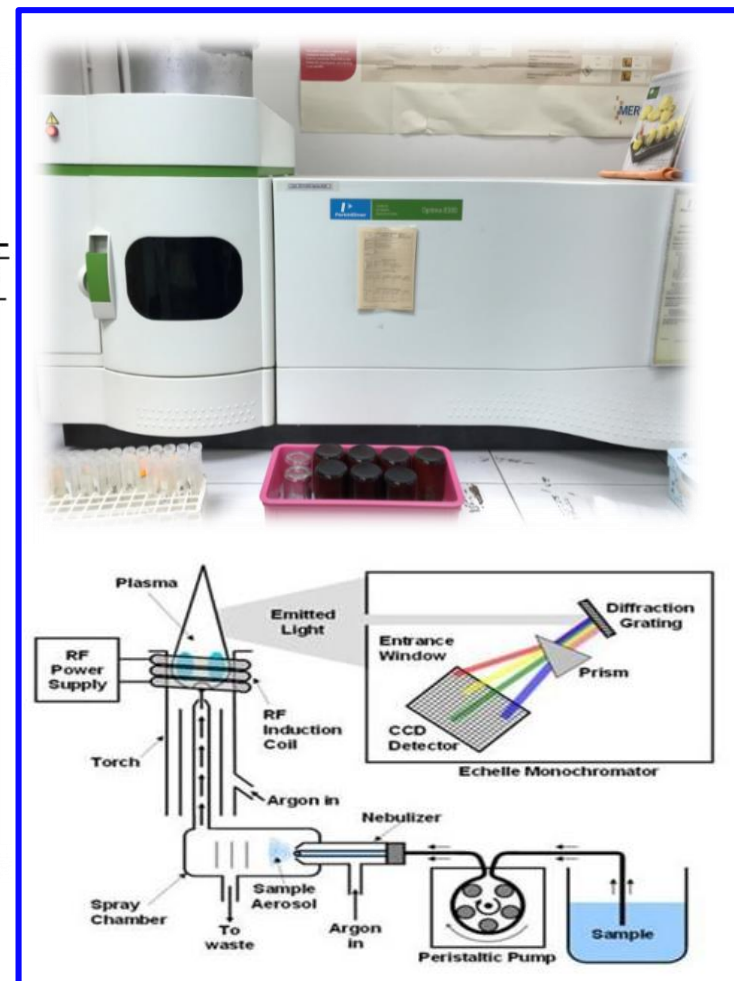 MER
PerkinElmer
Optima 8300
Plasma
Emitted
Light
Diffraction
Grating
Entrance
Window
Prism
RF
Power
Supply
CCD
Detector
RF
Induction
Coil
Echelle Monochromator
Torch
Argon in
Nebulizer
Spray
Chamber
Sample
Aerosol
To
waste
Argon
in
Peristaltic Pump
Sample